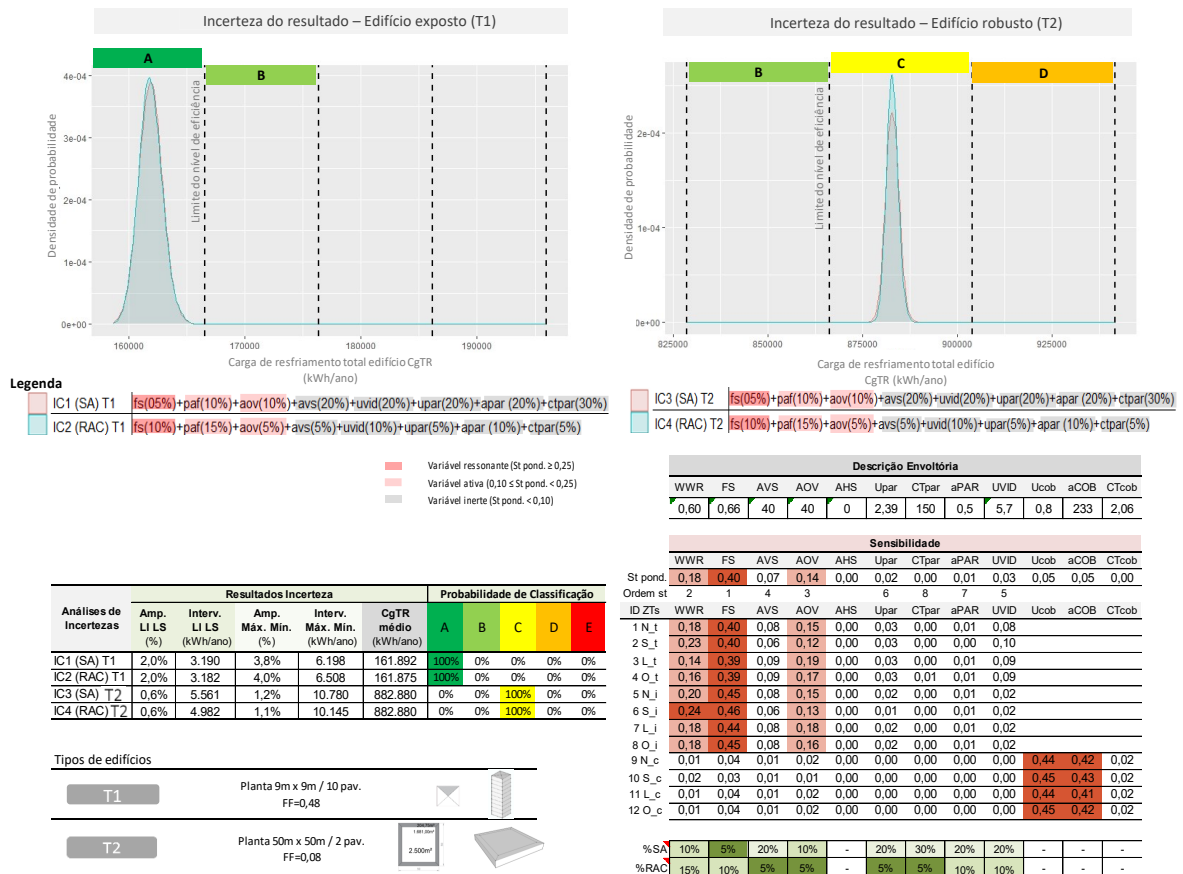 Incerteza do resultado – Edifício exposto (T1)
A
B
4e-04
3e-04
2e-04
1e-04
0e+00
Densidade de probabilidade
Limite do nível de eficiência
160000 170000 180000 190000
Carga de resfriamento total edifício CgTR
(kWh/ano)
Incerteza do resultado – Edifício robusto (T2)
B
C
D
2e-04
1e-04
0e+00
Densidade de probabilidade
Limite do nível de eficiência
825000 850000 875000 900000 925000
Carga de resfriamento total edifício
CgTR (kWh/ano)
Legenda
IC1 (SA) T1 fs(05%)+paf(10%)+aov(10%)+avs(20%)+uvid(20%)+upar(20%)+apar (20%)+ctpar(30%)
IC2 (RAC) T1 fs(10%)+paf(15%)+aov(5%)+avs(5%)+uvid(10%)+upar(5%)+apar (10%)+ctpar(5%)
IC3 (SA) T2 fs(05%)+paf(10%)+aov(10%)+avs(20%)+uvid(20%)+upar(20%)+apar (20%)+ctpar(30%)
IC4 (RAC) T2 fs(10%)+paf(15%)+aov(5%)+avs(5%)+uvid(10%)+upar(5%)+apar (10%)+ctpar(5%)
Variável ressonante (St pond. ≥ 0,25)
Variável ativa (0,10 ≤ St pond. < 0,25)
Variável inerte (St pond. < 0,10)
Descrição Envoltória
WWR FS AVS AOV AHS Upar CTpar aPAR UVID Ucob aCOB CTcob
0,60 0,66 40 40 0 2,39 150 0,5 5,7 0,8 233 2,06
Sensibilidade
WWR FS AVS AOV AHS Upar CTpar aPAR UVID Ucob aCOB CTcob
St pond. 0,18 0,40 0,07 0,14 0,00 0,02 0,00 0,01 0,03 0,05 0,05 0,00
Ordem st 2 1 4 3 6 8 7 5
ID ZTs WWR FS AVS AOV AHS Upar CTpar aPAR UVID Ucob aCOB CTcob
1 N_t 0,18 0,40 0,08 0,15 0,00 0,03 0,00 0,01 0,08
2 S_t 0,23 0,40 0,06 0,12 0,00 0,03 0,00 0,00 0,10
3 L_t 0,14 0,39 0,09 0,19 0,00 0,03 0,00 0,01 0,09
4 O_t 0,16 0,39 0,09 0,17 0,00 0,03 0,01 0,01 0,09
5 N_i 0,20 0,45 0,08 0,15 0,00 0,02 0,00 0,01 0,02
6 S_i 0,24 0,46 0,06 0,13 0,00 0,01 0,00 0,01 0,02
7 L_i 0,18 0,44 0,08 0,18 0,00 0,02 0,00 0,01 0,02
8 O_i 0,18 0,45 0,08 0,16 0,00 0,02 0,00 0,01 0,02
9 N_c 0,01 0,04 0,01 0,02 0,00 0,00 0,00 0,00 0,00 0,44 0,42 0,02
10 S_c 0,02 0,03 0,01 0,01 0,00 0,00 0,00 0,00 0,00 0,45 0,43 0,02
11 L_c 0,01 0,04 0,01 0,02 0,00 0,00 0,00 0,00 0,00 0,44 0,41 0,02
12 O_c 0,01 0,04 0,01 0,02 0,00 0,00 0,00 0,00 0,00 0,45 0,42 0,02
%SA 10% 5% 20% 10% - 20% 30% 20% 20% - - -
%RAC 15% 10% 5% 5% - 5% 5% 10% 10% - - -
Análises de Incertezas
Resultados Incerteza
Probabilidade de Classificação
Amp. LI LS (%) Interv. LI LS (kWh/ano) Amp. Máx. Mín. (%) Interv. Máx. Mín. (kWh/ano) CgTR médio (kWh/ano) A B C D E
IC1 (SA) T1 2,0% 3.190 3,8% 6.198 161.892 100% 0% 0% 0% 0%
IC2 (RAC) T1 2,0% 3.182 4,0% 6.508 161.875 100% 0% 0% 0% 0%
IC3 (SA) T2 0,6% 5.561 1,2% 10.780 882.880 0% 0% 100% 0% 0%
IC4 (RAC) T2 0,6% 4.982 1,1% 10.145 882.880 0% 0% 100% 0% 0%
Tipos de edifícios
T1
Planta 9m x 9m / 10 pav.
FF=0,48
T2
Planta 50m x 50m / 2 pav.
FF=0,08
2.500m²